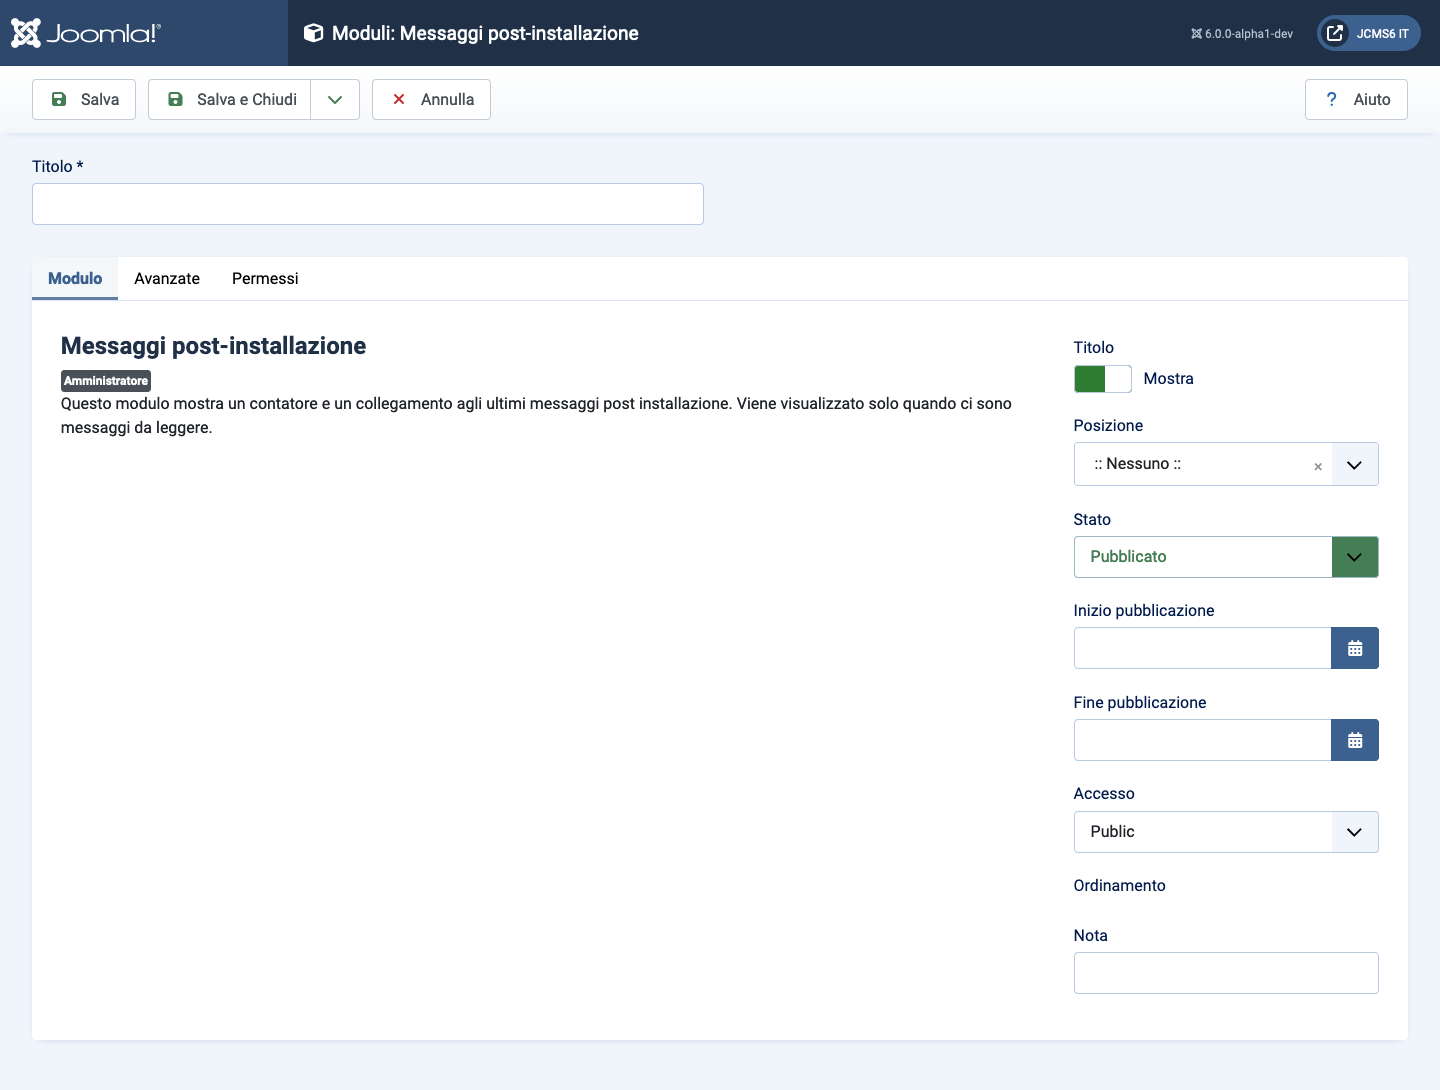 Joomla!®
Moduli: Messaggi post-installazione
6.0.0-alpha1-dev
JCMS6 IT
Salva
Salva e Chiudi
Annulla
? Aiuto
Titolo *
Modulo
Avanzate
Permessi
Messaggi post-installazione
Amministratore
Questo modulo mostra un contatore e un collegamento agli ultimi messaggi post installazione. Viene visualizzato solo quando ci sono
messaggi da leggere.
Titolo
Mostra
Posizione
:: Nessuno ::
Stato
Pubblicato
Inizio pubblicazione
Fine pubblicazione
Accesso
Public
Ordinamento
Nota